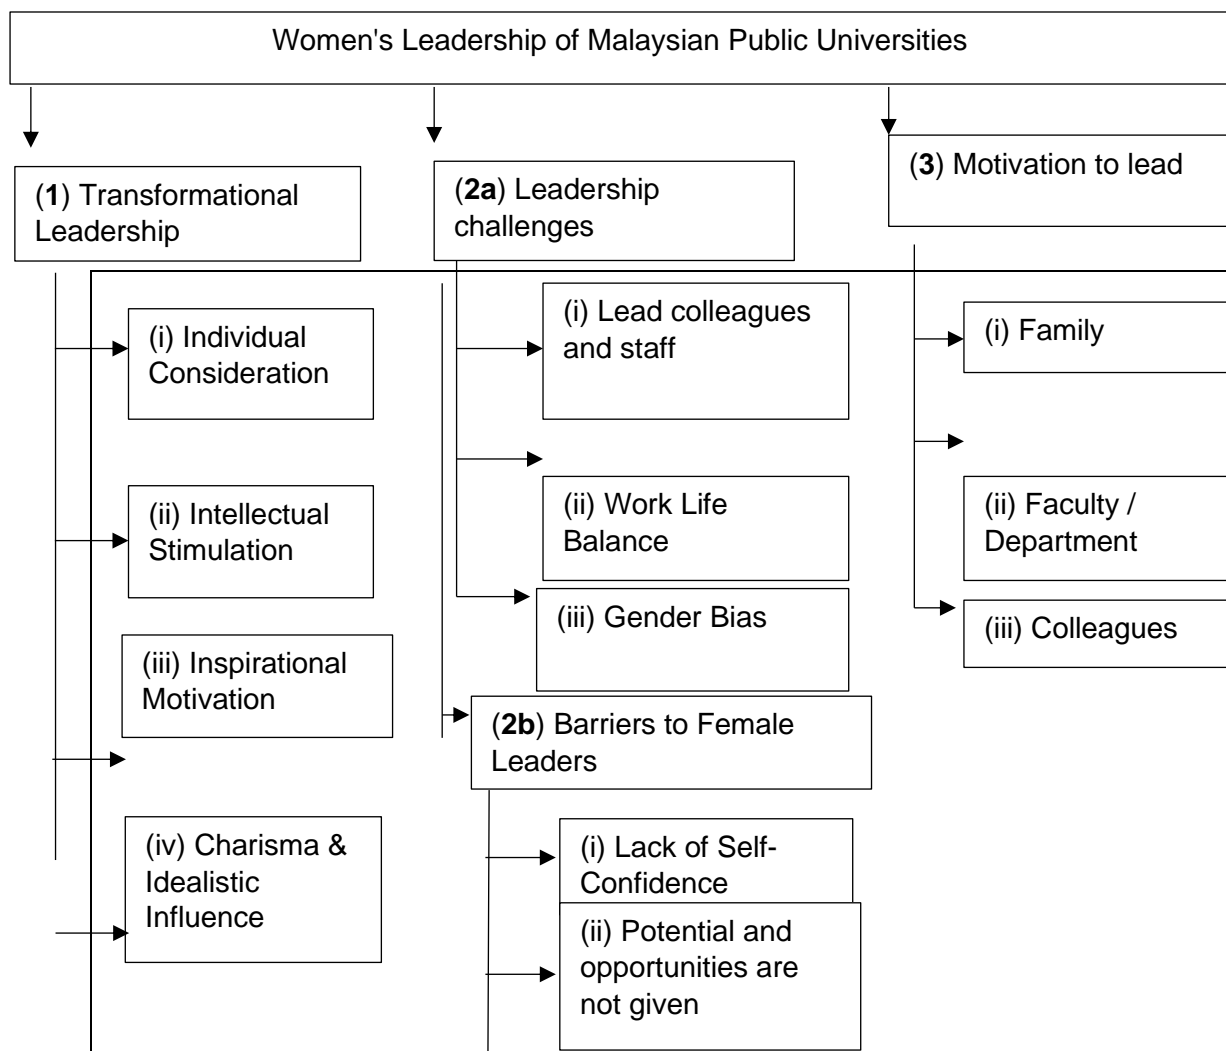 Women's Leadership of Malaysian Public Universities
(1) Transformational
Leadership
(i) Individual
Consideration
(ii) Intellectual
Stimulation
(iii) Inspirational
Motivation
(iv) Charisma &
Idealistic
Influence
(2a) Leadership
challenges
(i) Lead colleagues
and staff
(ii) Work Life
Balance
(iii) Gender Bias
(2b) Barriers to Female
Leaders
(i) Lack of Self-
Confidence
(ii) Potential and
opportunities are
not given
(3) Motivation to lead
(i) Family
(ii) Faculty /
Department
(iii) Colleagues